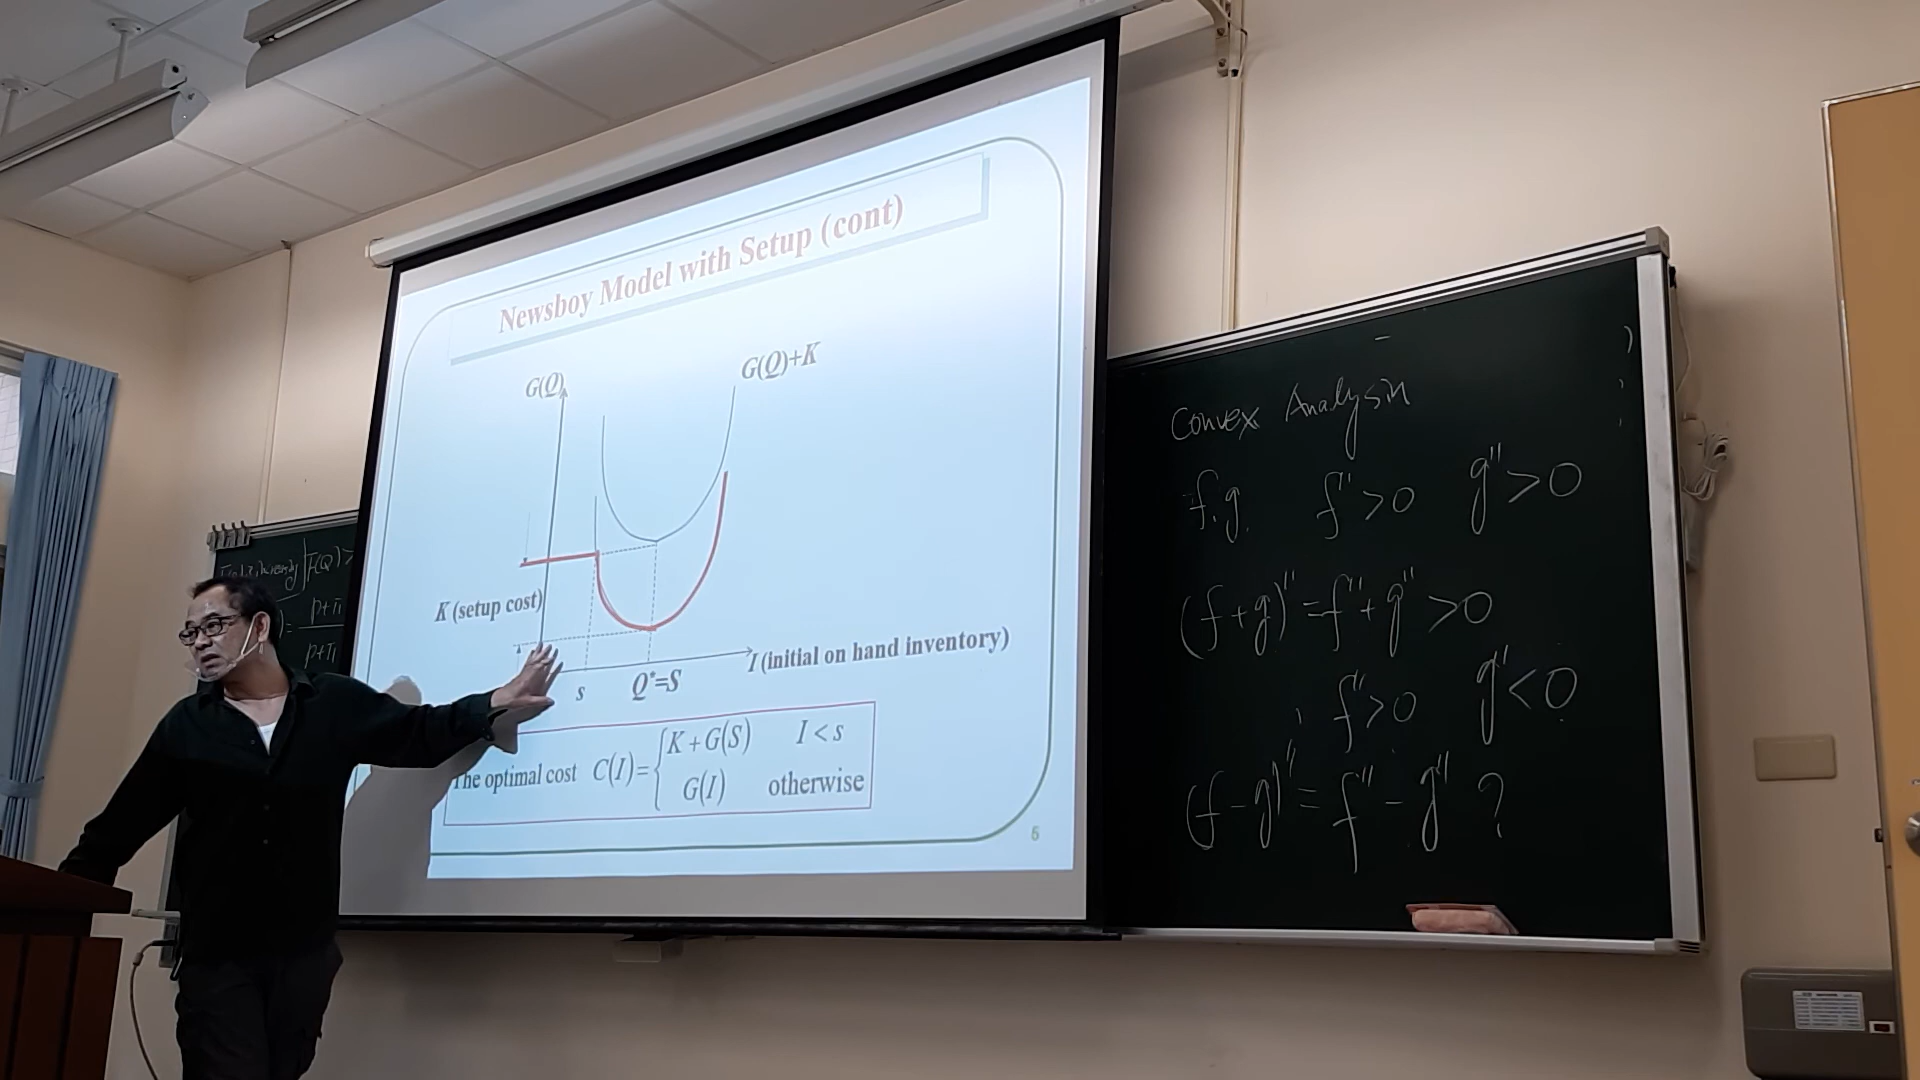 Newsboy Model with Setup (cont)
G(Q)
G(Q)+K
K (setup cost)
I (initial on hand inventory)
s
Q*=S
The optimal cost C(I)={K+G(S) I<s
G(I) otherwise
5
Convex Analysis
f, g. f''>0 g''>0
(f+g)''=f''+g''>0
f''>0 g''<0
(f-g)''=f''-g'' ?
F(Q)>
p+π
p+π